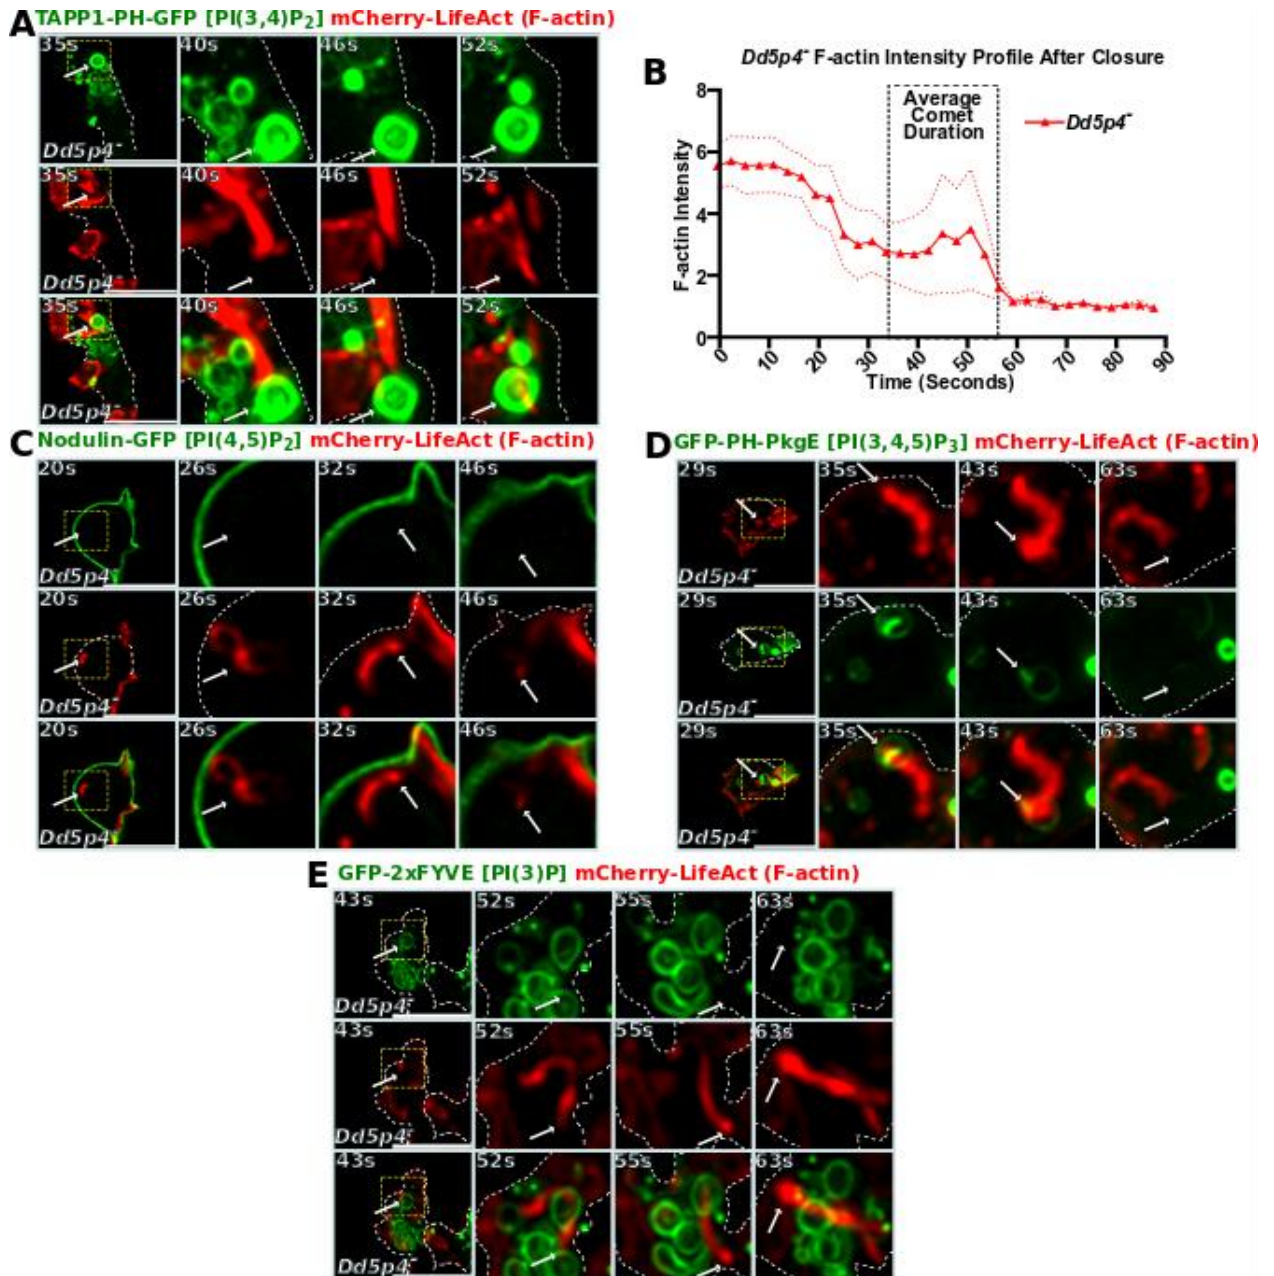 A TAPP1-PH-GFP [PI(3,4)P2] mCherry-LifeAct (F-actin)
35s 40s 46s 52s
Dd5p4-
35s 40s 46s 52s
Dd5p4-
35s 40s 46s 52s
Dd5p4-
B
Dd5p4- F-actin Intensity Profile After Closure
8
6
4
2
0
F-actin Intensity
Average
Comet
Duration
Dd5p4-
0 10 20 30 40 50 60 70 80 90
Time (Seconds)
C Nodulin-GFP [PI(4,5)P2] mCherry-LifeAct (F-actin)
20s 26s 32s 46s
Dd5p4
20s 26s 32s 46s
Dd5p4-
20s 26s 32s 46s
Dd5p4-
D GFP-PH-PkgE [PI(3,4,5)P3] mCherry-LifeAct (F-actin)
29s 35s 43s 63s
Dd5p4-
29s 35s 43s 63s
Dd5p4-
29s 35s 43s 63s
Dd5p4-
E GFP-2xFYVE [PI(3)P] mCherry-LifeAct (F-actin)
43s 52s 55s 63s
Dd5p4-
43s 52s 55s 63s
Dd5p4-
43s 52s 55s 63s
Dd5p4-